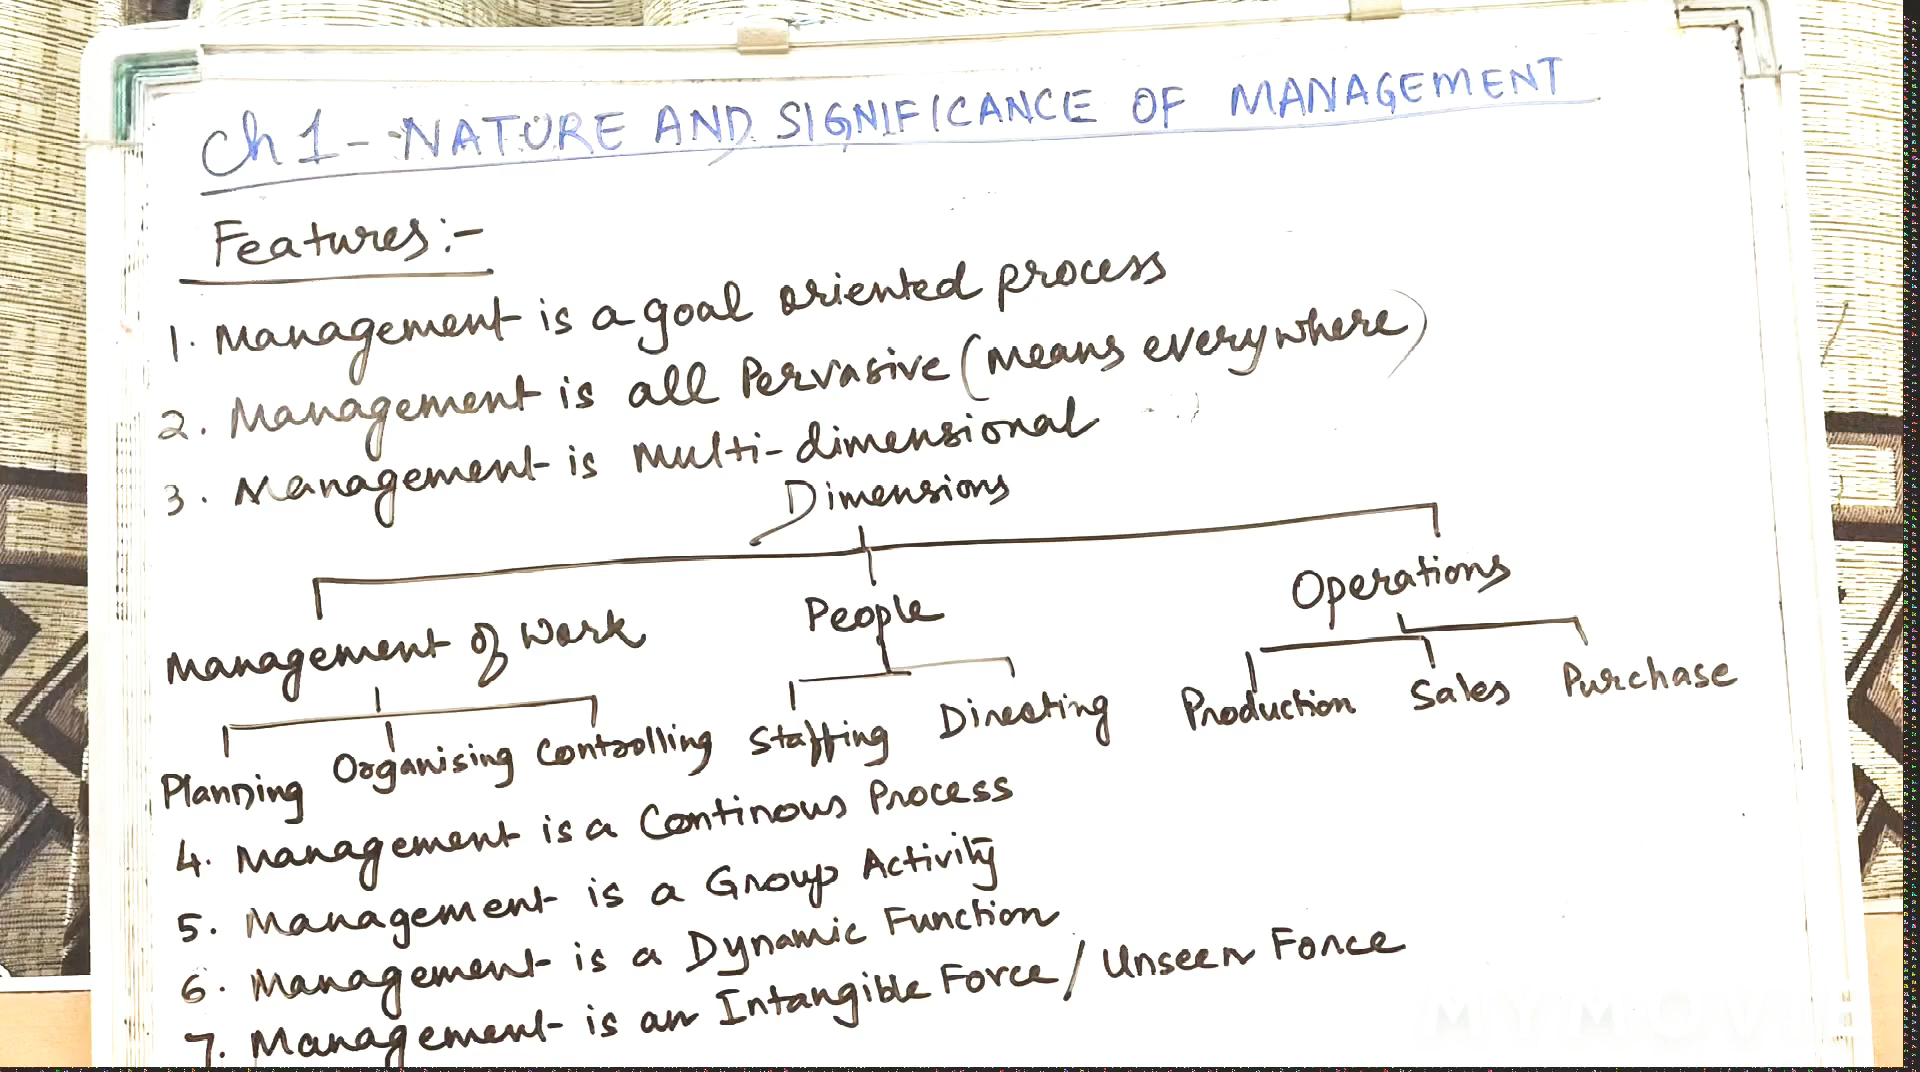 Ch 1 - NATURE AND SIGNIFICANCE OF MANAGEMENT
Features :-
1. Management is a goal oriented process
2. Management is all Pervasive (means everywhere)
3. Management is Multi-dimensional
Dimensions
Management of Work People Operations
Planning Organising Controlling Staffing Directing Production Sales Purchase
4. Management is a Continous Process
5. Management is a Group Activity
6. Management is a Dynamic Function
7. Management is an Intangible Force / Unseen Force